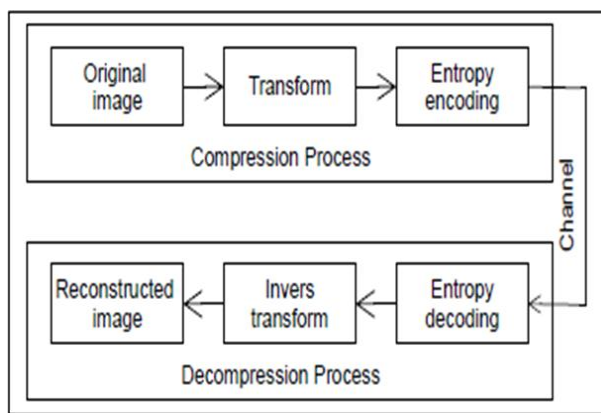 Original
image
Transform
Entropy
encoding
Compression Process
Channel
Reconstructed
image
Invers
transform
Entropy
decoding
Decompression Process